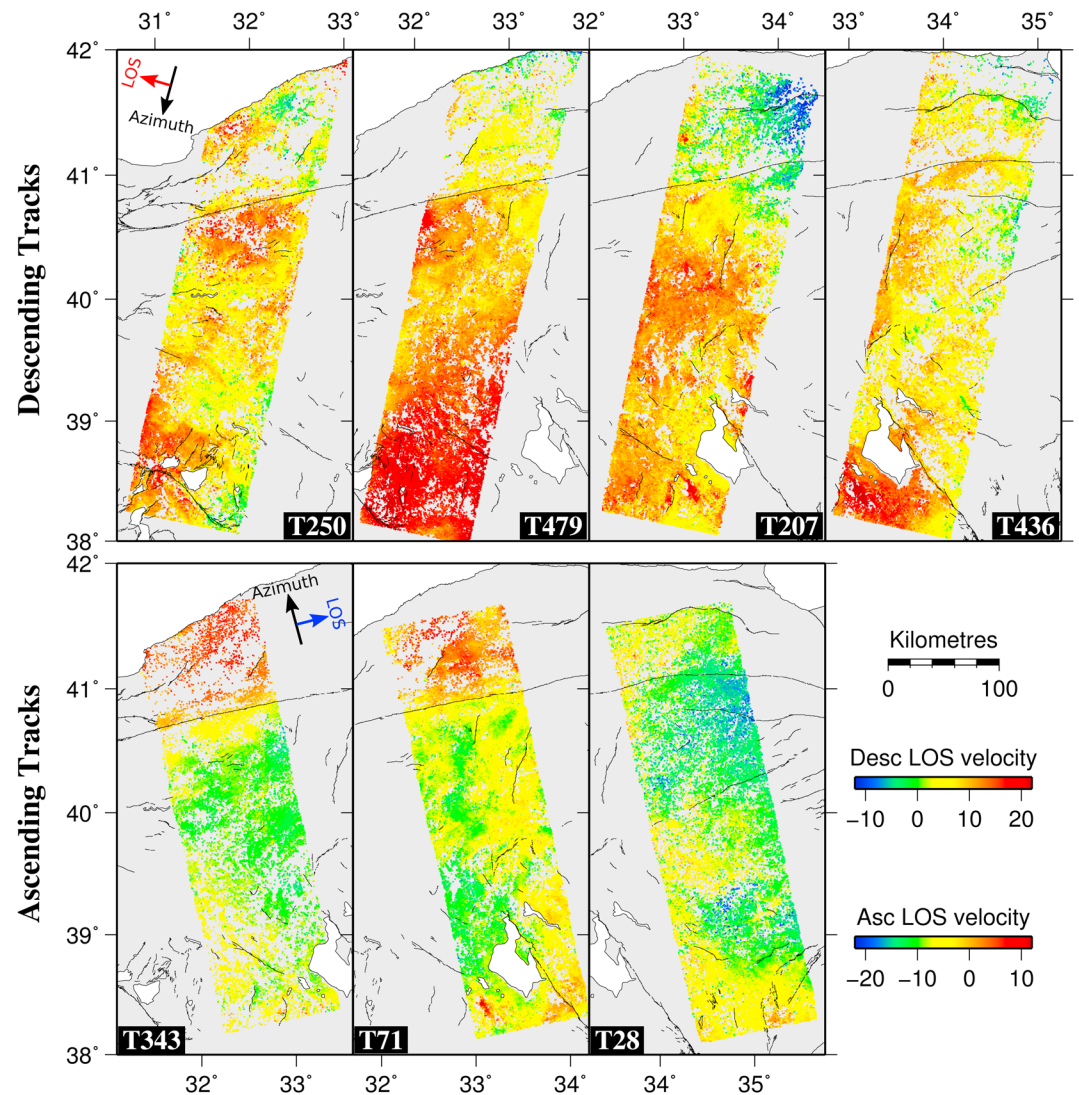 31˚ 32˚ 33˚ 32˚ 33˚ 33˚ 34˚ 33˚ 34˚ 35˚
42˚
LOS
Azimuth
41˚
40˚
39˚
38˚
Descending Tracks
T250 T479 T207 T436
42˚
Azimuth
LOS
41˚
40˚
39˚
38˚
Ascending Tracks
T343 T71 T28
32˚ 33˚ 32˚ 33˚ 34˚ 34˚ 35˚
Kilometres
0 100
Desc LOS velocity
−10 0 10 20
Asc LOS velocity
−20 −10 0 10